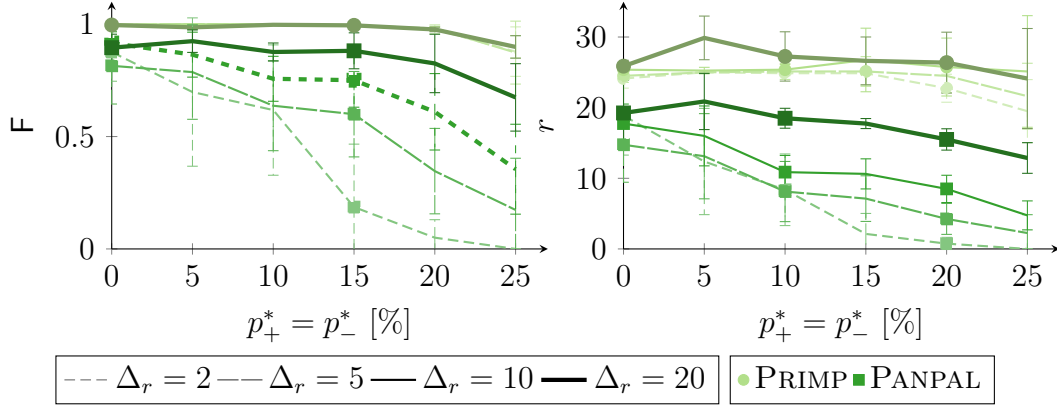 1
0.5
0
F
0 5 10 15 20 25
p*₊ = p*₋ [%]
30
20
10
0
r
0 5 10 15 20 25
p*₊ = p*₋ [%]
Δᵣ = 2 Δᵣ = 5 Δᵣ = 10 Δᵣ = 20
PRIMP PANPAL